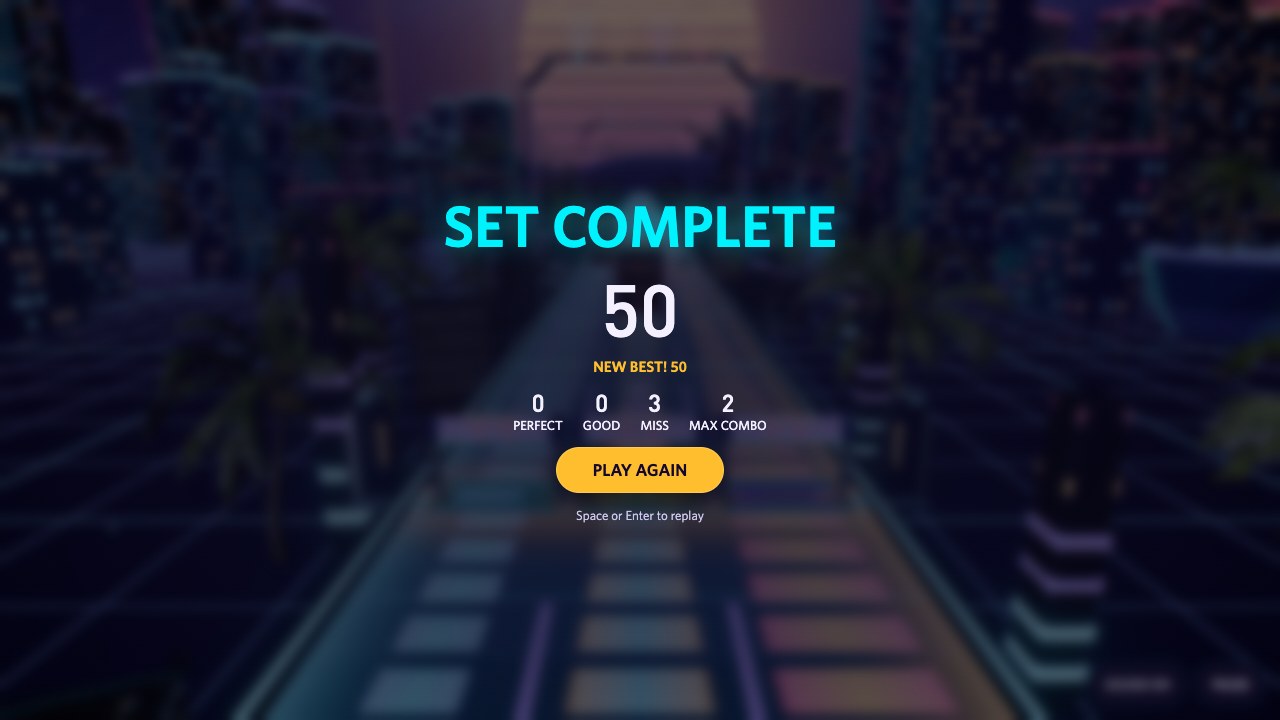 SET COMPLETE
50
NEW BEST! 50
0 0 3 2
PERFECT GOOD MISS MAX COMBO
PLAY AGAIN
Space or Enter to replay